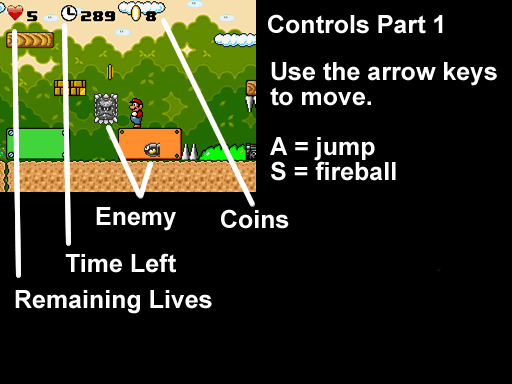 5 289 8
Controls Part 1
Use the arrow keys
to move.
A = jump
S = fireball
Enemy
Coins
Time Left
Remaining Lives